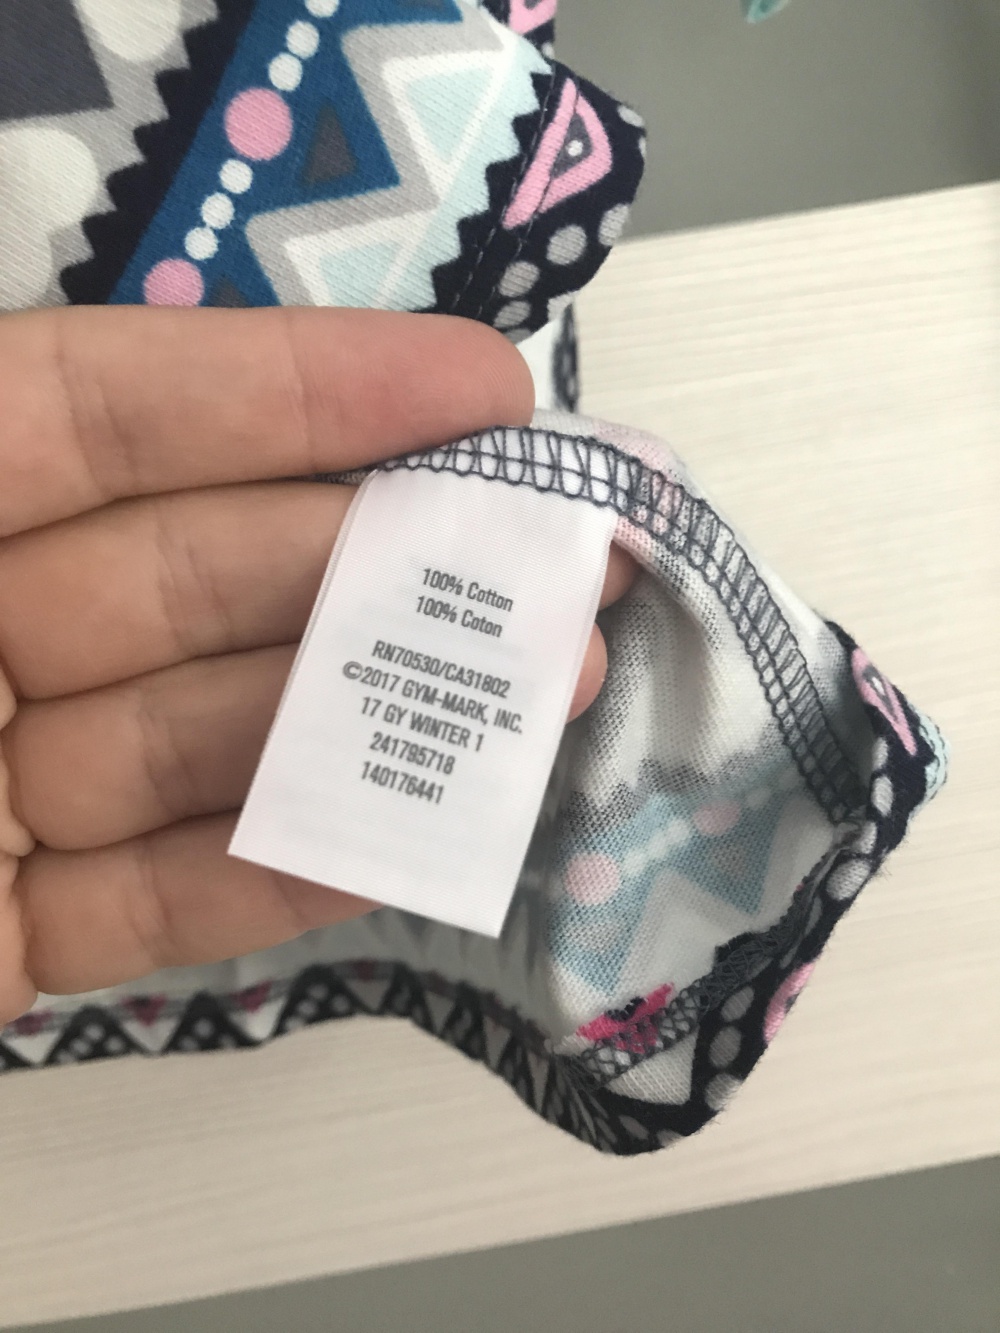 100% Cotton
100% Coton
RN70530/CA31802
©2017 GYM-MARK, INC.
17 GY WINTER 1
241795718
140176441